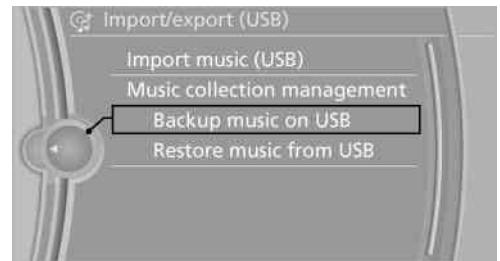 Import/export (USB)
Import music (USB)
Music collection management
Backup music on USB
Restore music from USB